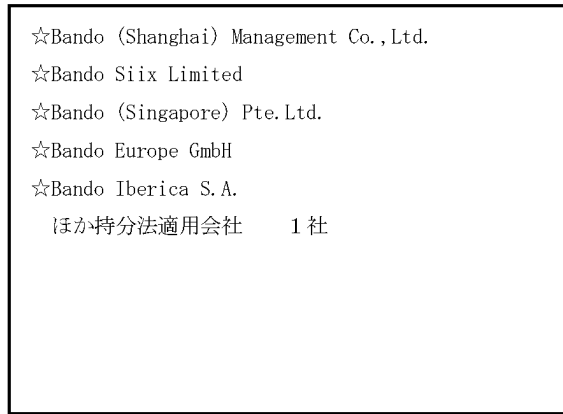 ☆Bando (Shanghai) Management Co.,Ltd.
☆Bando Siix Limited
☆Bando (Singapore) Pte.Ltd.
☆Bando Europe GmbH
☆Bando Iberica S.A.
ほか持分法適用会社　　１社